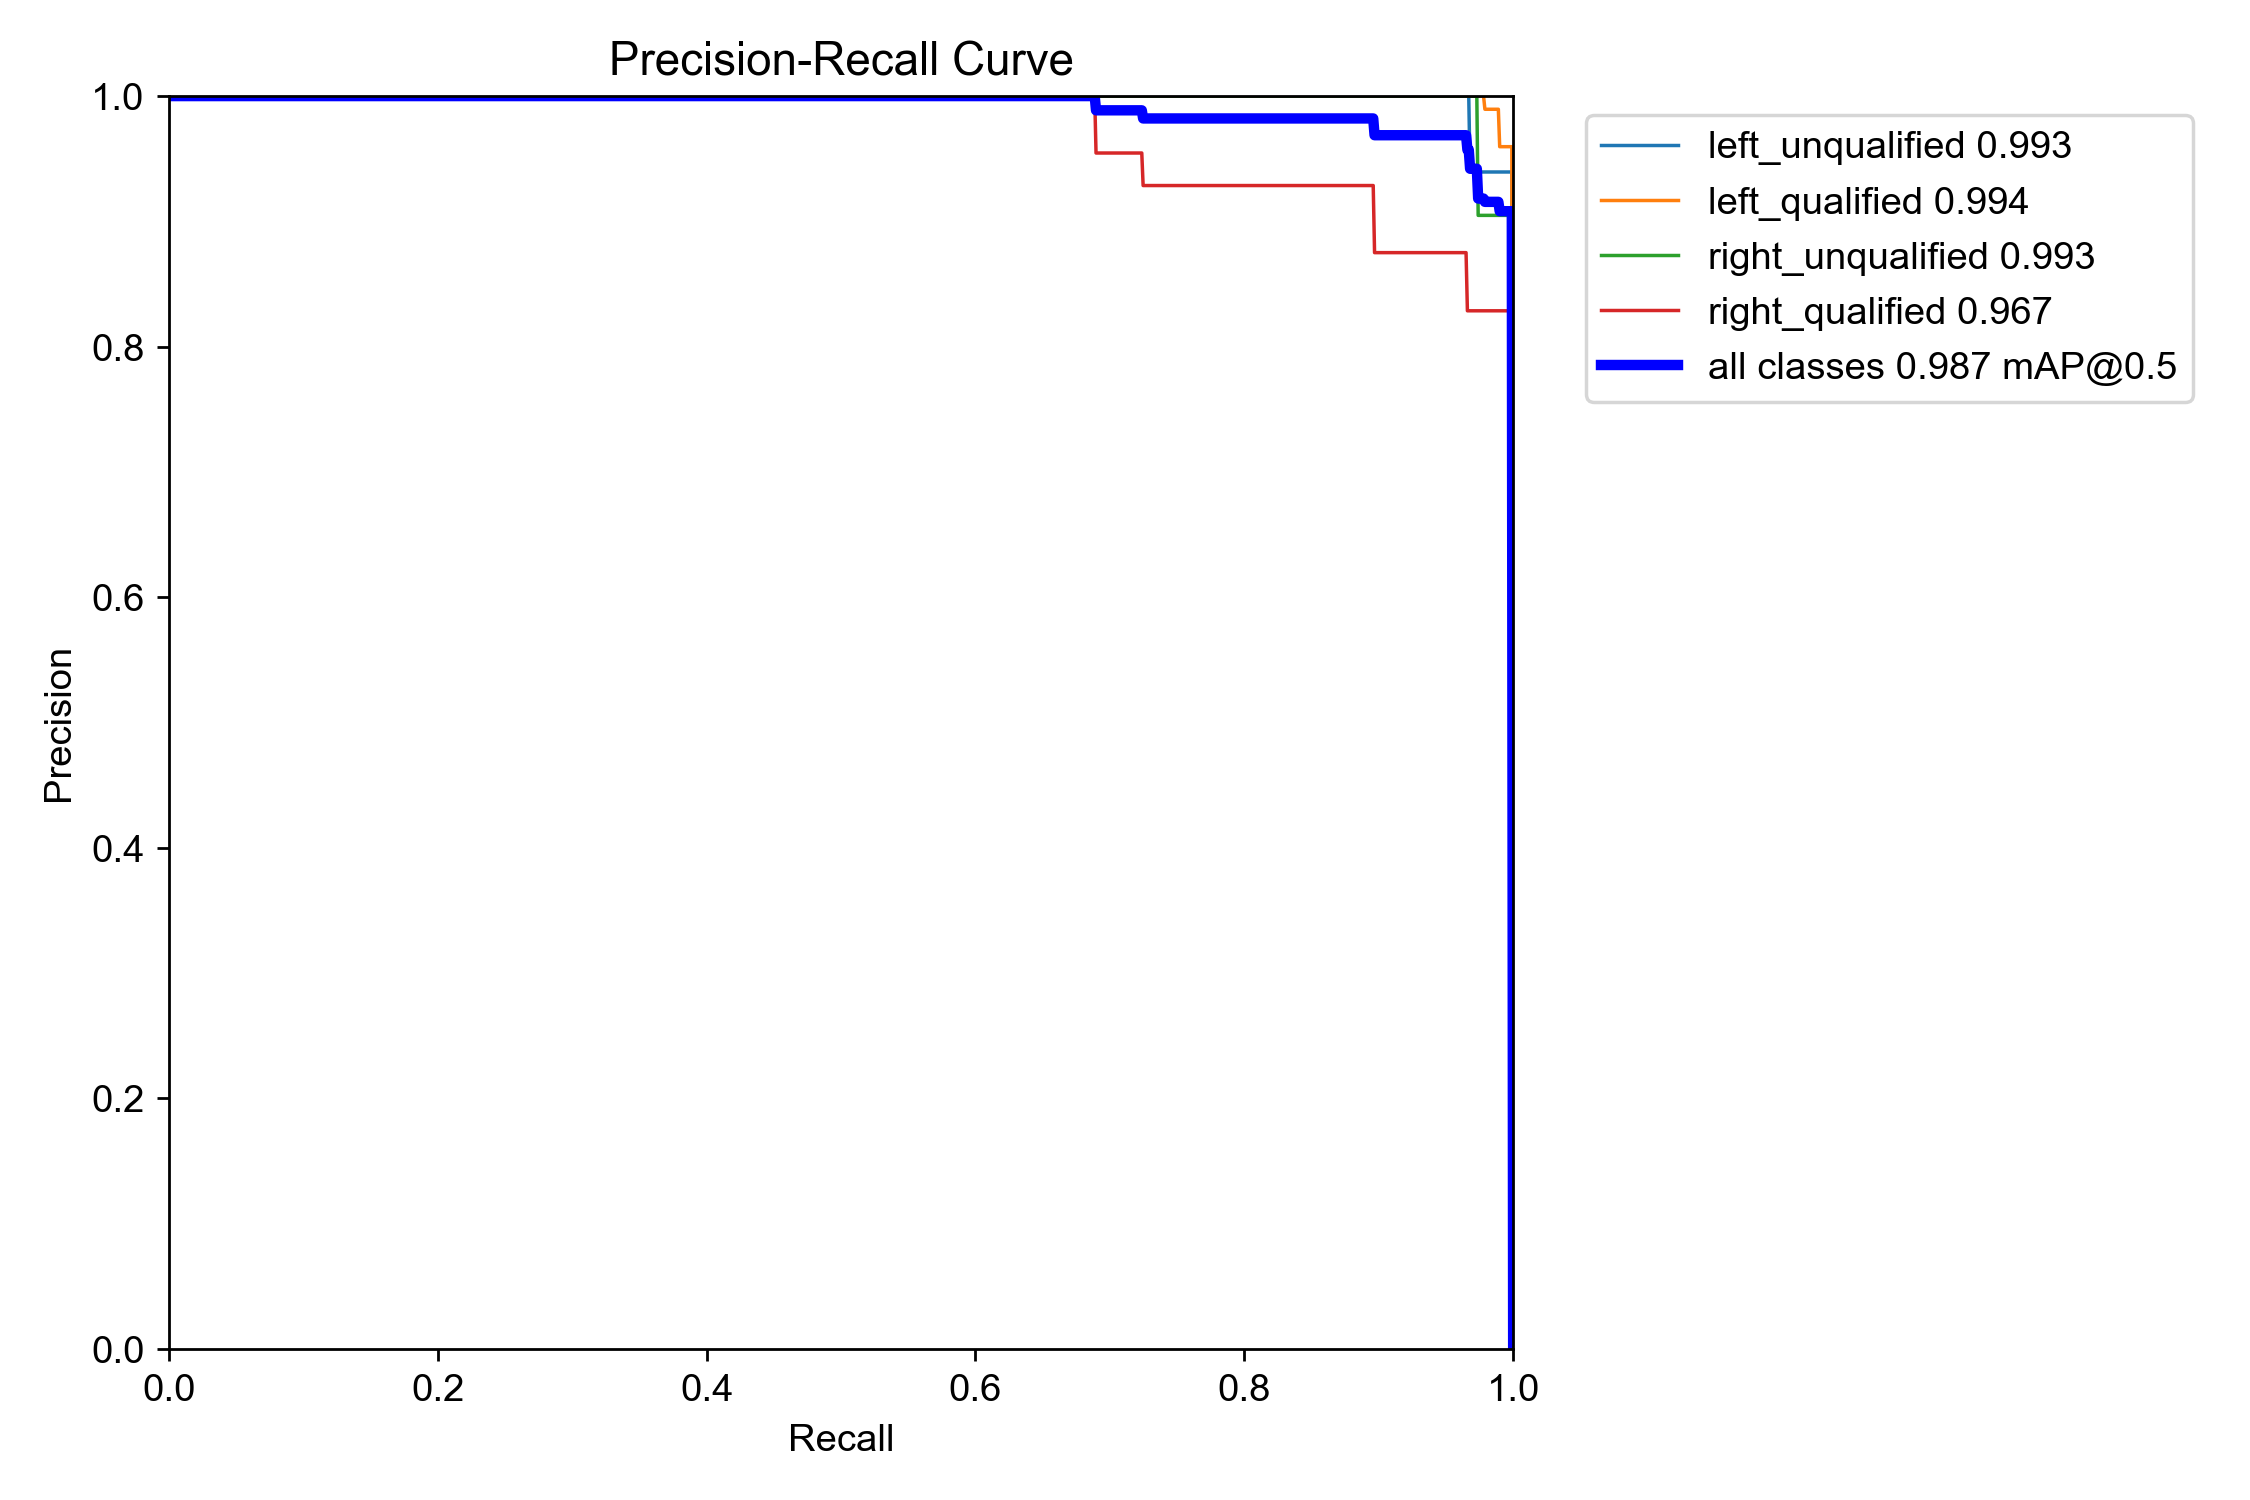 Precision-Recall Curve
1.0
0.8
0.6
0.4
0.2
0.0
Precision
0.0 0.2 0.4 0.6 0.8 1.0
Recall
left_unqualified 0.993
left_qualified 0.994
right_unqualified 0.993
right_qualified 0.967
all classes 0.987 mAP@0.5